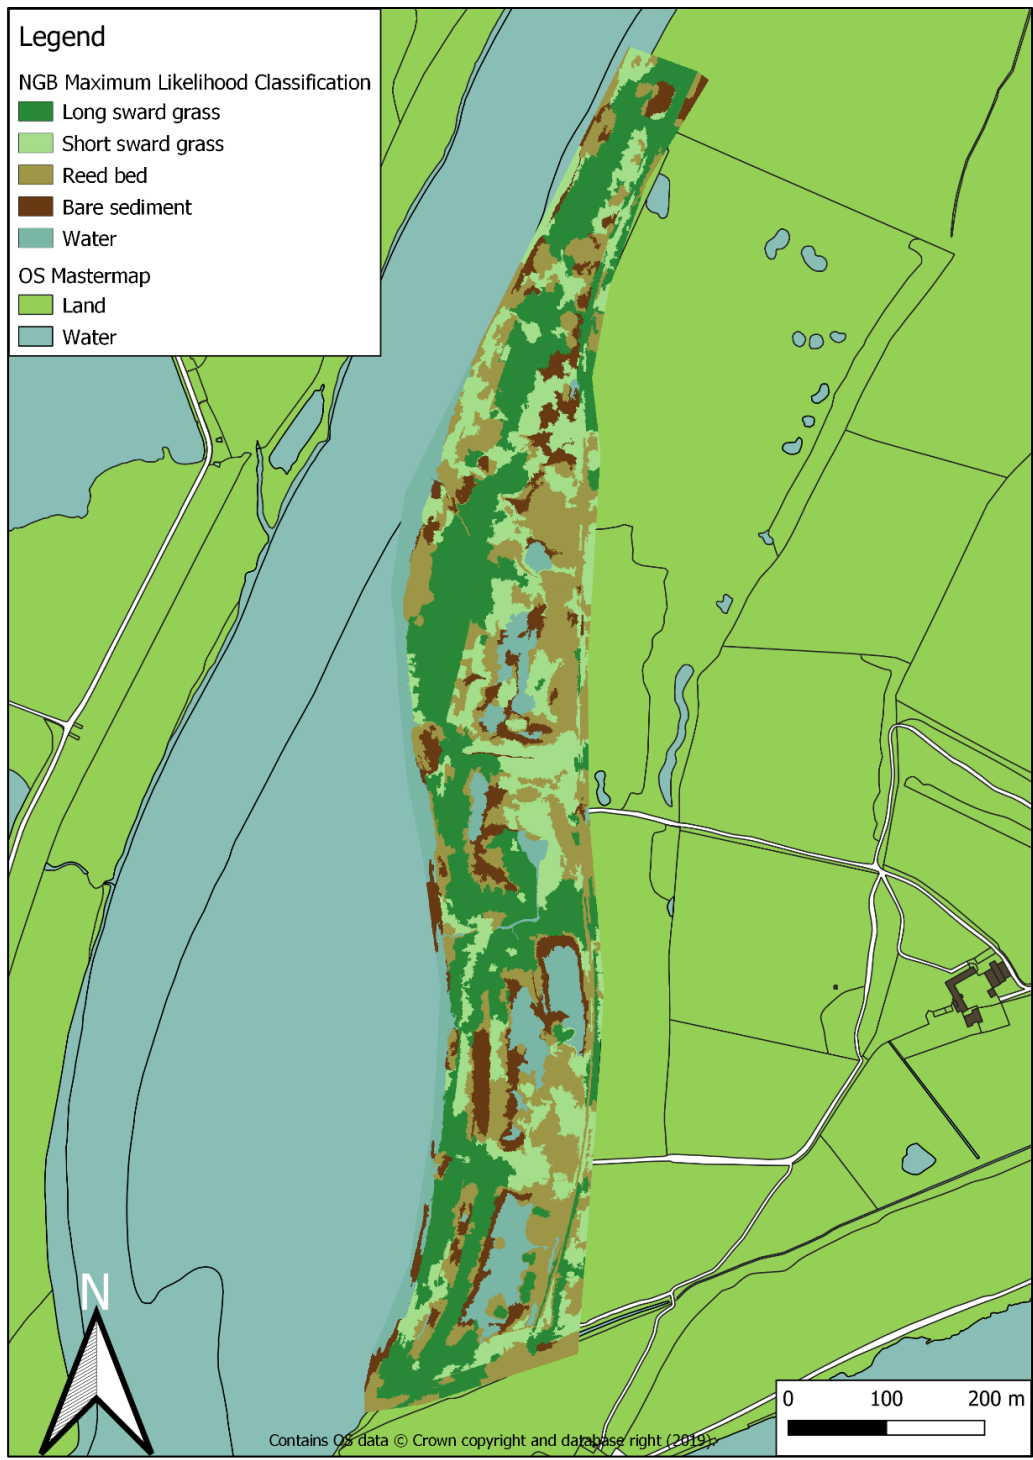 Legend
NGB Maximum Likelihood Classification
Long sward grass
Short sward grass
Reed bed
Bare sediment
Water
OS Mastermap
Land
Water
N
0 100 200 m
Contains OS data © Crown copyright and database right (2019).